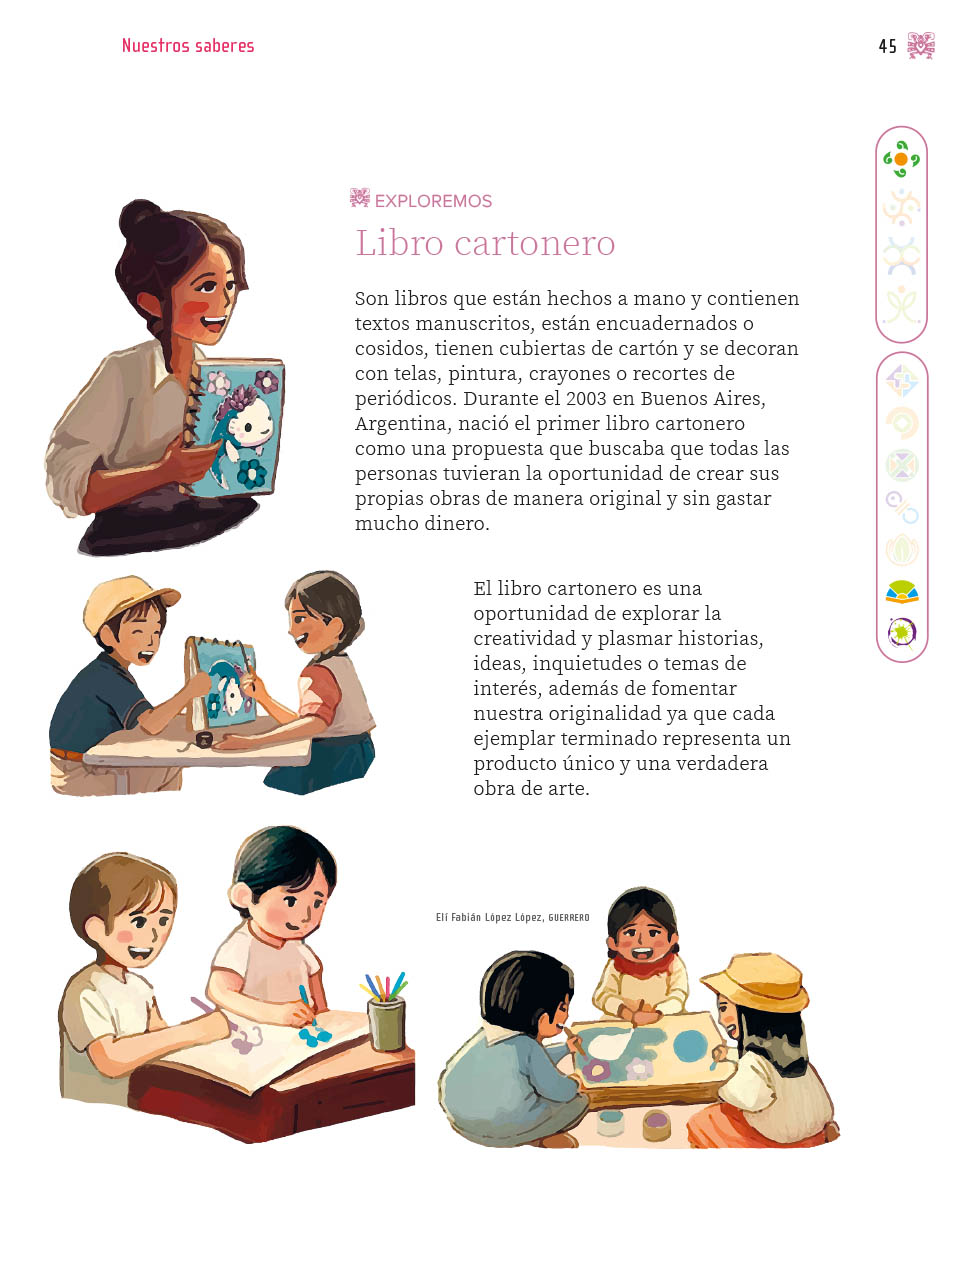 Nuestros saberes
45
EXPLOREMOS
Libro cartonero
Son libros que están hechos a mano y contienen
textos manuscritos, están encuadernados o
cosidos, tienen cubiertas de cartón y se decoran
con telas, pintura, crayones o recortes de
periódicos. Durante el 2003 en Buenos Aires,
Argentina, nació el primer libro cartonero
como una propuesta que buscaba que todas las
personas tuvieran la oportunidad de crear sus
propias obras de manera original y sin gastar
mucho dinero.
El libro cartonero es una
oportunidad de explorar la
creatividad y plasmar historias,
ideas, inquietudes o temas de
interés, además de fomentar
nuestra originalidad ya que cada
ejemplar terminado representa un
producto único y una verdadera
obra de arte.
Elí Fabián López López, GUERRERO